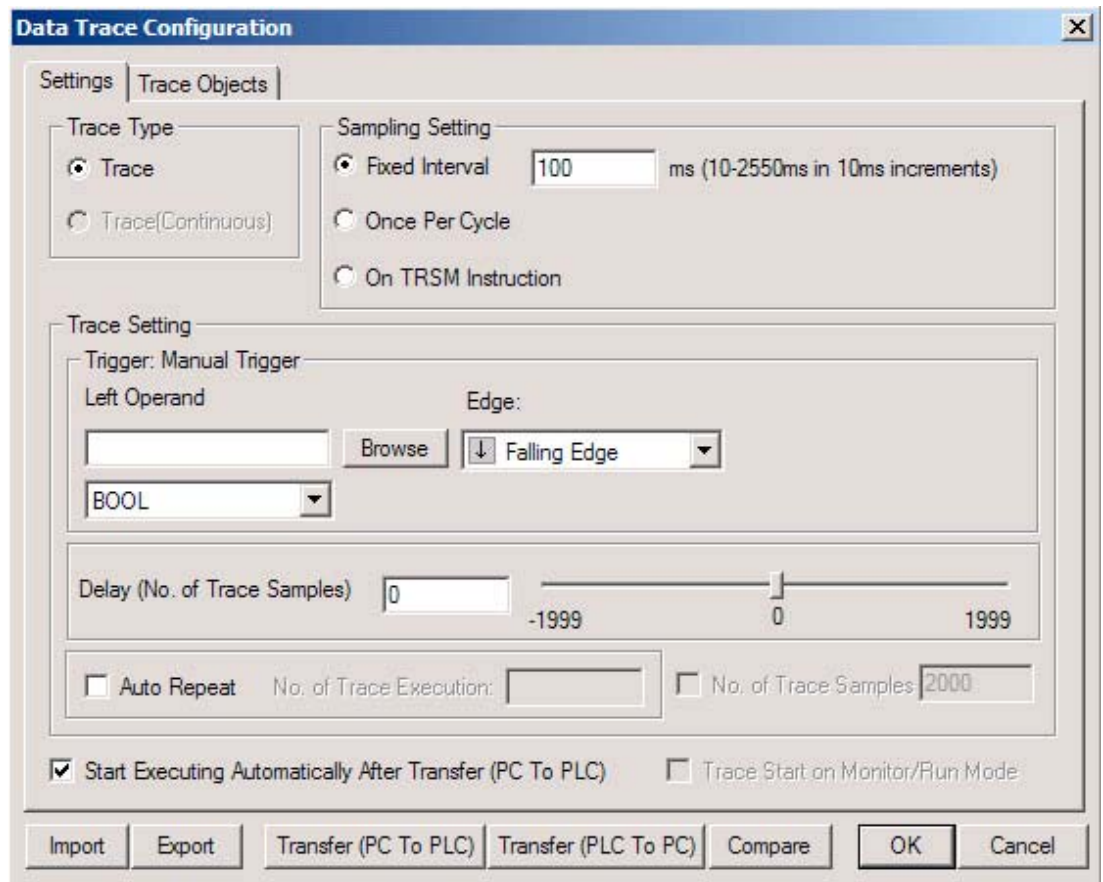 Data Trace Configuration
Settings
Trace Objects
Trace Type
Trace
Trace(Continuous)
Sampling Setting
Fixed Interval 100 ms (10-2550ms in 10ms increments)
Once Per Cycle
On TRSM Instruction
Trace Setting
Trigger: Manual Trigger
Left Operand
Edge:
Browse
Falling Edge
BOOL
Delay (No. of Trace Samples) 0
-1999 0 1999
Auto Repeat No. of Trace Execution:
No. of Trace Samples 2000
Start Executing Automatically After Transfer (PC To PLC)
Trace Start on Monitor/Run Mode
Import Export Transfer (PC To PLC) Transfer (PLC To PC) Compare OK Cancel